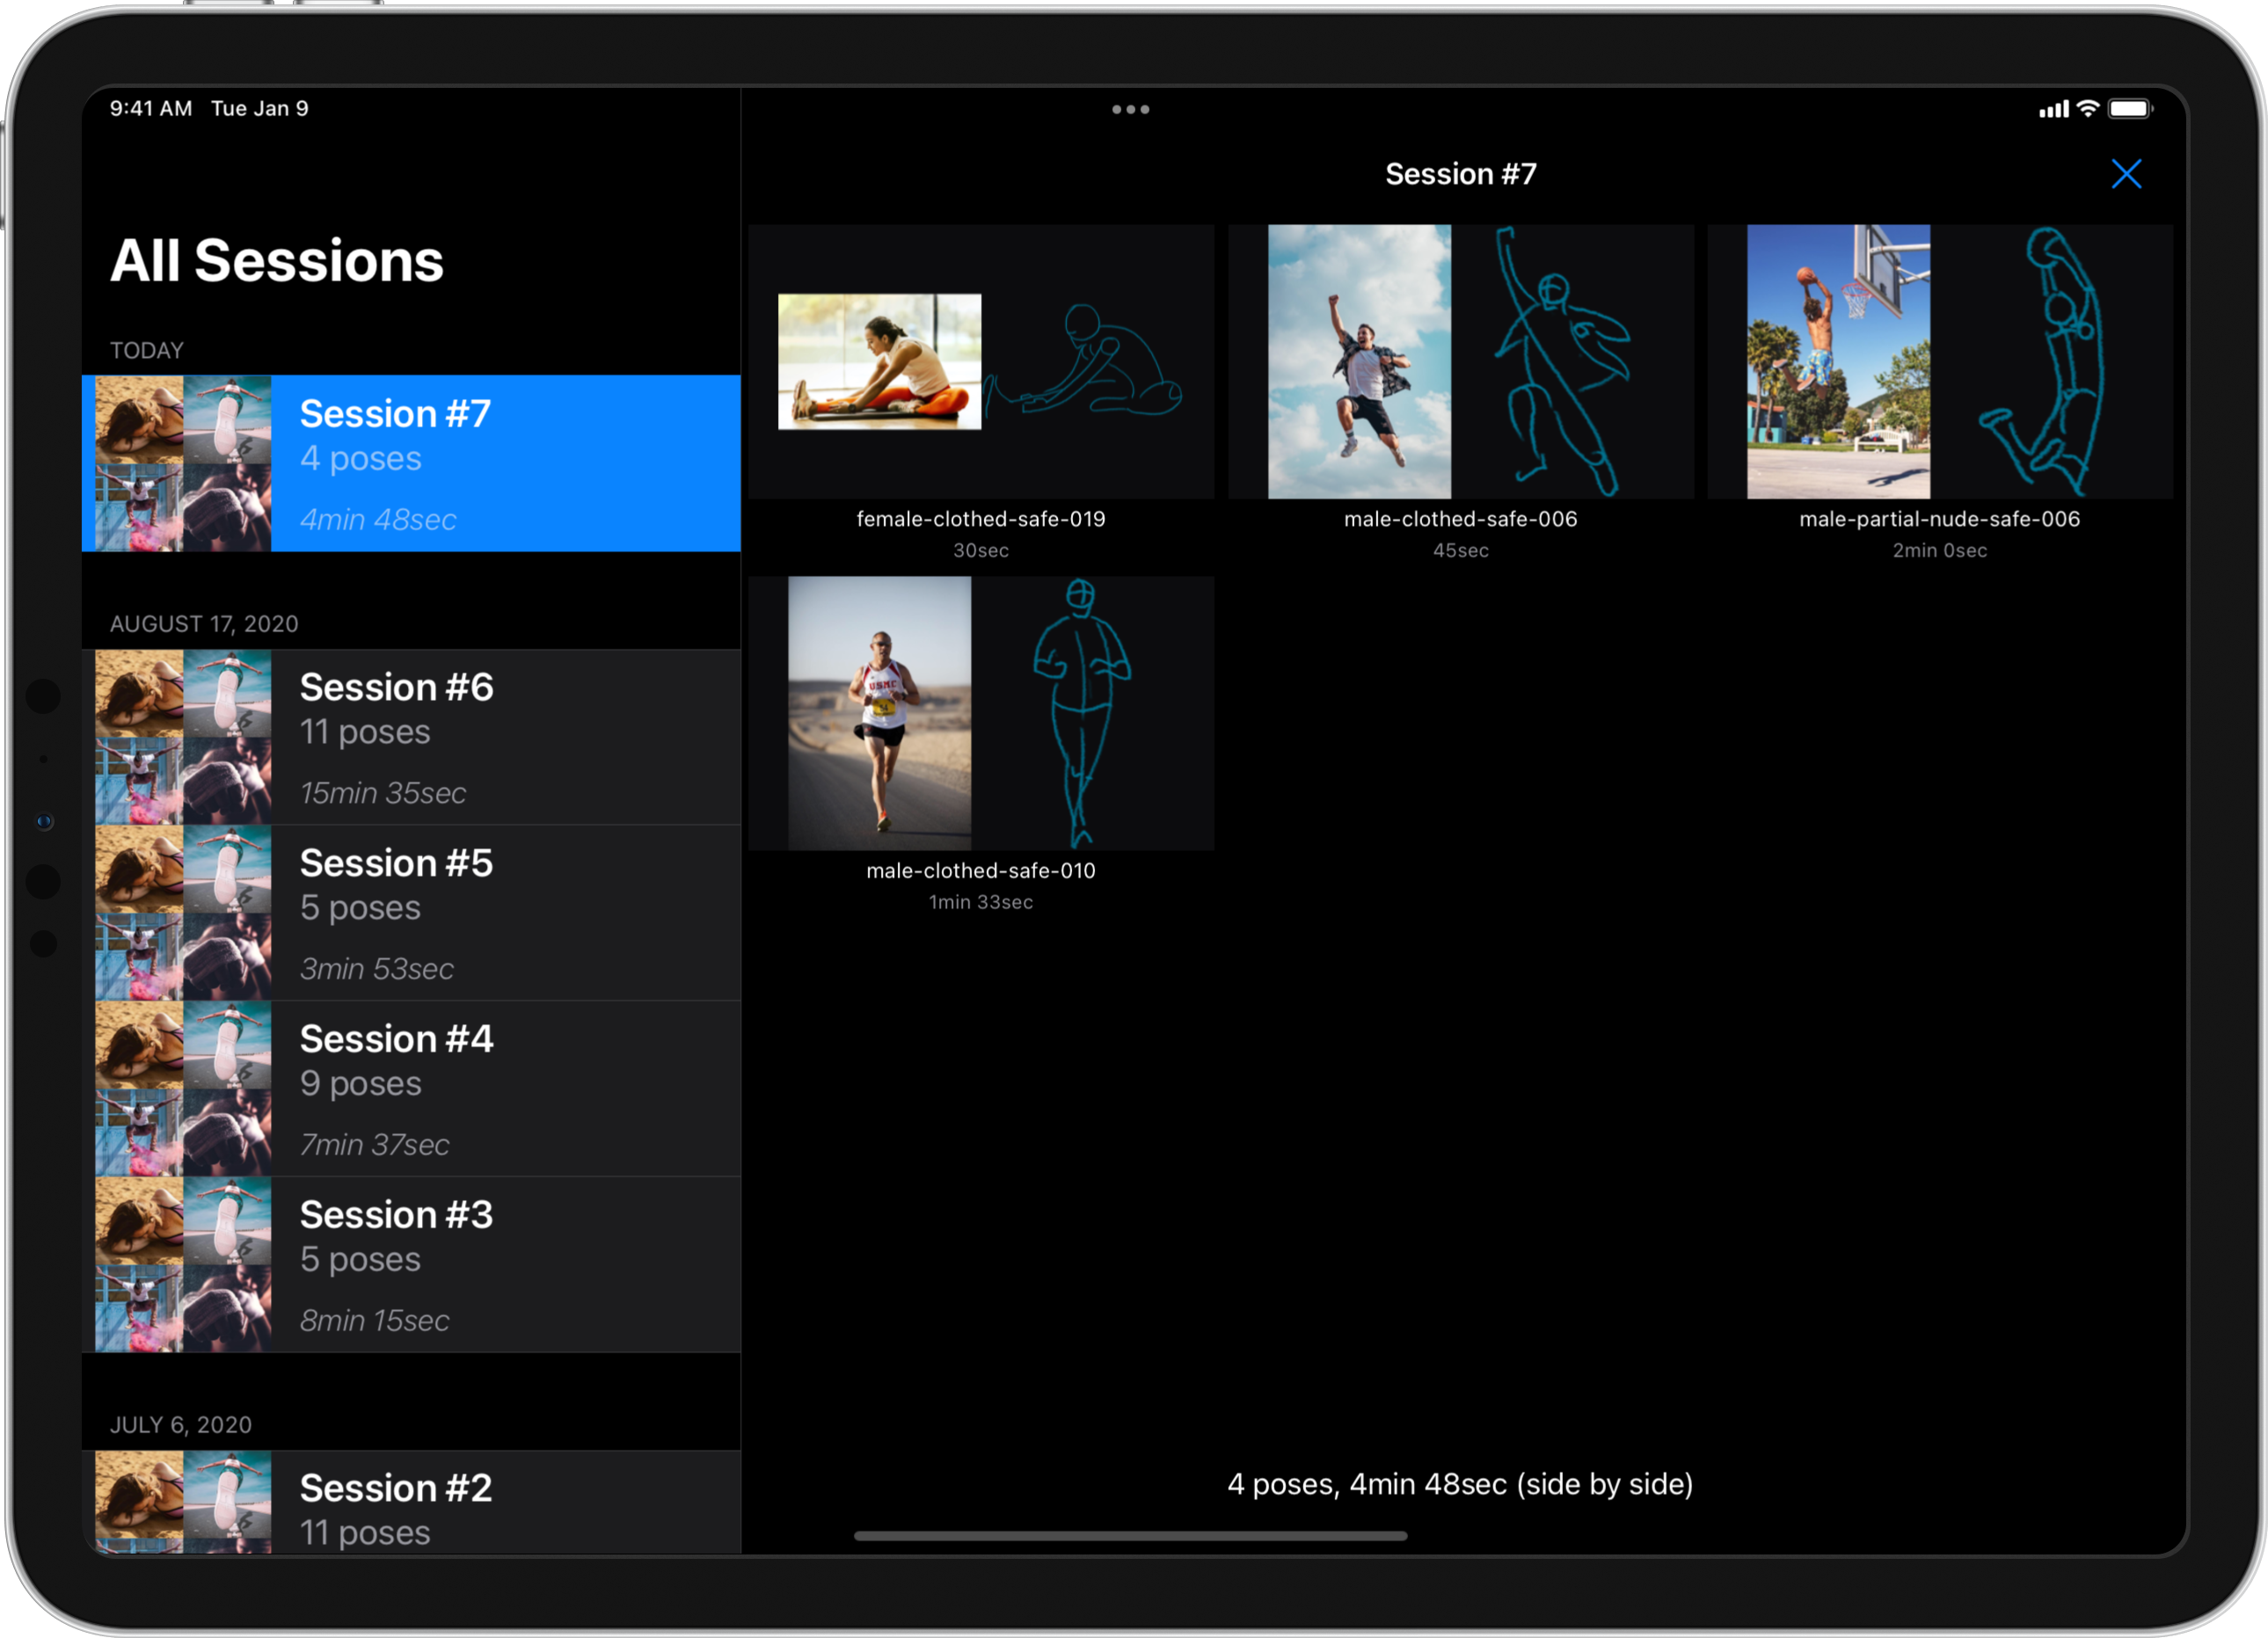 9:41 AM Tue Jan 9
All Sessions
TODAY
Session #7
4 poses
4min 48sec
AUGUST 17, 2020
Session #6
11 poses
15min 35sec
Session #5
5 poses
3min 53sec
Session #4
9 poses
7min 37sec
Session #3
5 poses
8min 15sec
JULY 6, 2020
Session #2
11 poses
Session #7
female-clothed-safe-019
30sec
male-clothed-safe-006
45sec
male-partial-nude-safe-006
2min 0sec
USMC
male-clothed-safe-010
1min 33sec
4 poses, 4min 48sec (side by side)